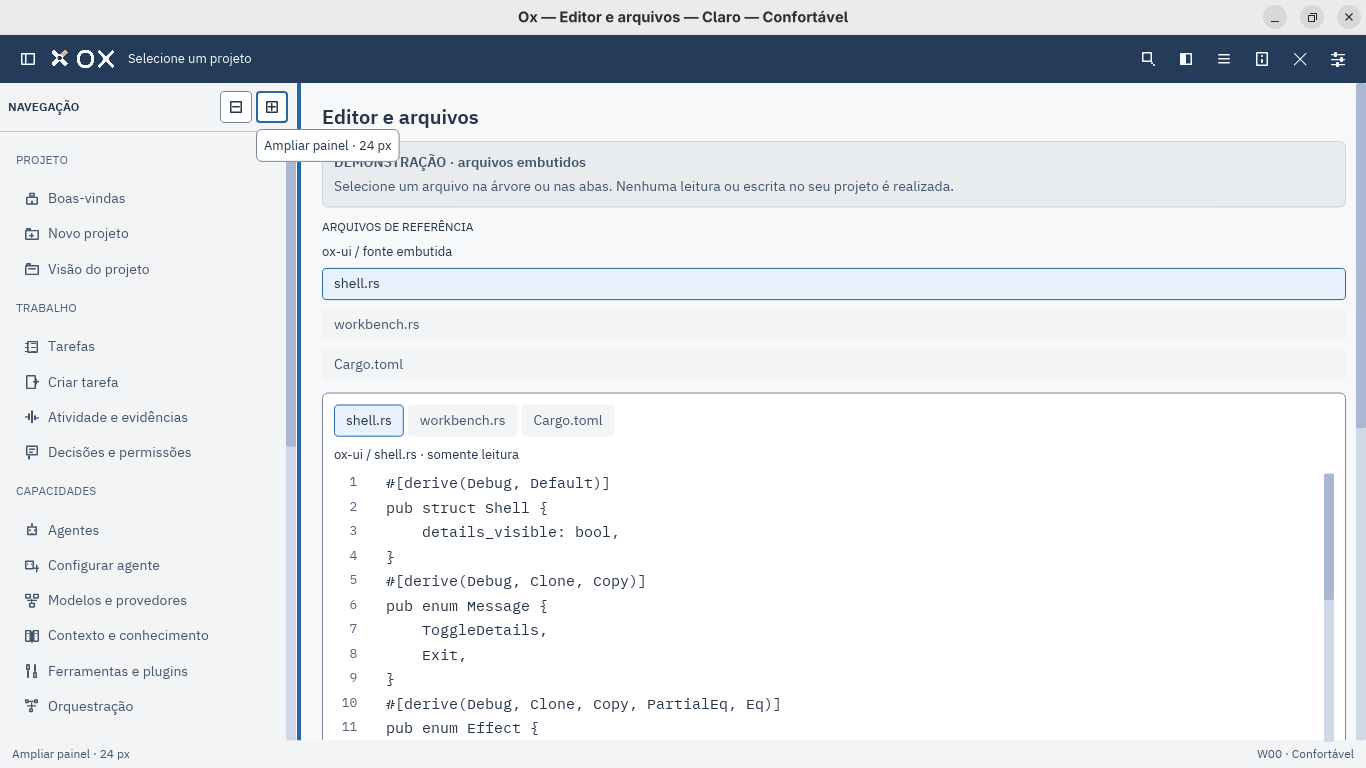 Ox — Editor e arquivos — Claro — Confortável
OX Selecione um projeto
NAVEGAÇÃO
Ampliar painel · 24 px
PROJETO
Boas-vindas
Novo projeto
Visão do projeto
TRABALHO
Tarefas
Criar tarefa
Atividade e evidências
Decisões e permissões
CAPACIDADES
Agentes
Configurar agente
Modelos e provedores
Contexto e conhecimento
Ferramentas e plugins
Orquestração
Editor e arquivos
DEMONSTRAÇÃO · arquivos embutidos
Selecione um arquivo na árvore ou nas abas. Nenhuma leitura ou escrita no seu projeto é realizada.
ARQUIVOS DE REFERÊNCIA
ox-ui / fonte embutida
shell.rs
workbench.rs
Cargo.toml
shell.rs workbench.rs Cargo.toml
ox-ui / shell.rs · somente leitura
1 #[derive(Debug, Default)]
2 pub struct Shell {
3     details_visible: bool,
4 }
5 #[derive(Debug, Clone, Copy)]
6 pub enum Message {
7     ToggleDetails,
8     Exit,
9 }
10 #[derive(Debug, Clone, Copy, PartialEq, Eq)]
11 pub enum Effect {
Ampliar painel · 24 px
W00 · Confortável